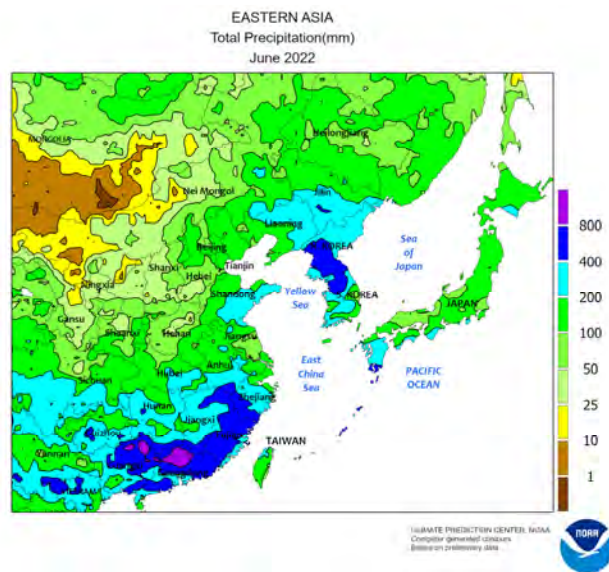 EASTERN ASIA
Total Precipitation(mm)
June 2022
MONGOLIA
Heilongjiang
Nei Mongol
Jilin
Liaoning
Beijing
KOREA
Sea
of
Japan
Tianjin
Hebei
Shanxi
Ningxia
Shandong
Yellow
Sea
KOREA
JAPAN
Gansu
Shaanxi
Henan
Jiangsu
East
China
Sea
PACIFIC
OCEAN
Anhui
Sichuan
Hubei
Zhejiang
Hunan
Jiangxi
TAIWAN
Yunnan
800
400
200
100
50
25
10
1
CLIMATE PREDICTION CENTER, NOAA
Computer generated contours
Based on preliminary data
NOAA